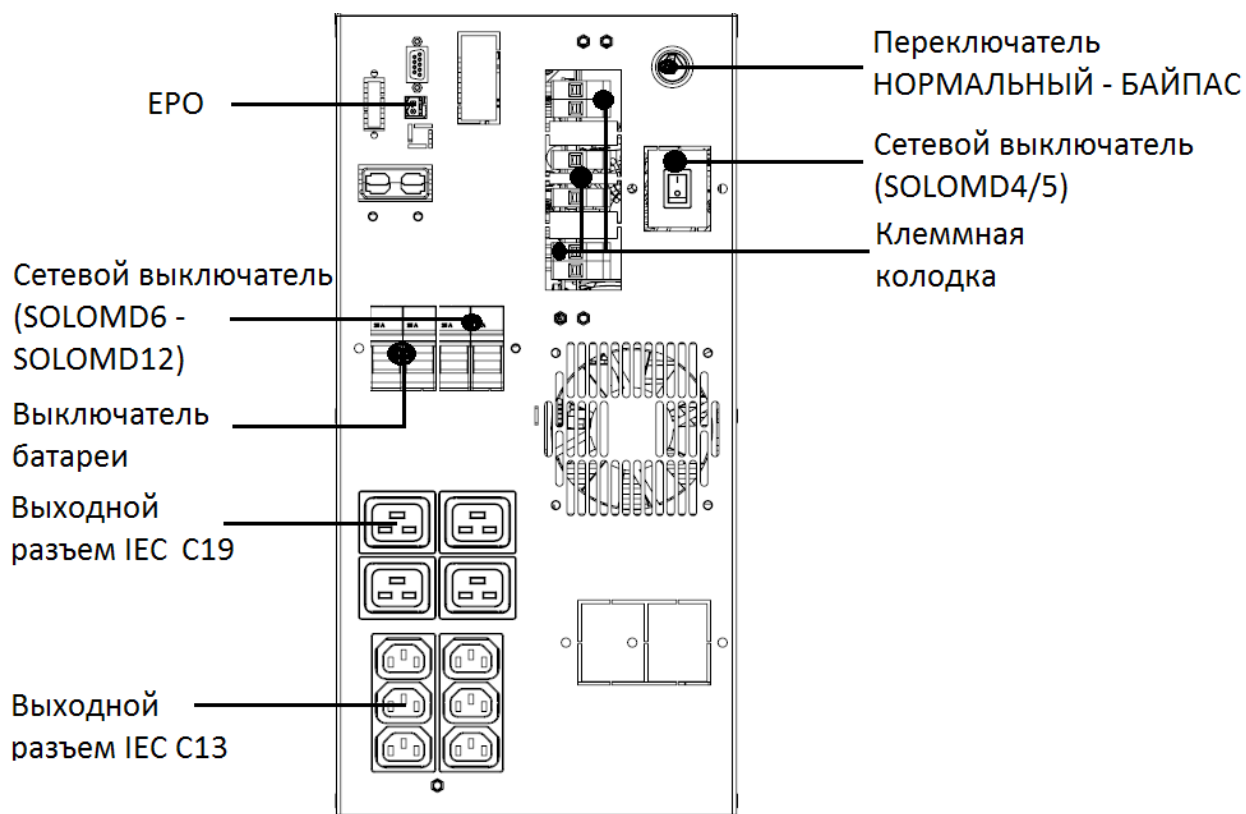 EPO
Сетевой выключатель
(SOLOMD6 -
SOLOMD12)
Выключатель
батареи
Выходной
разъем IEC C19
Выходной
разъем IEC C13
Переключатель
НОРМАЛЬНЫЙ - БАЙПАС
Сетевой выключатель
(SOLOMD4/5)
Клеммная
колодка